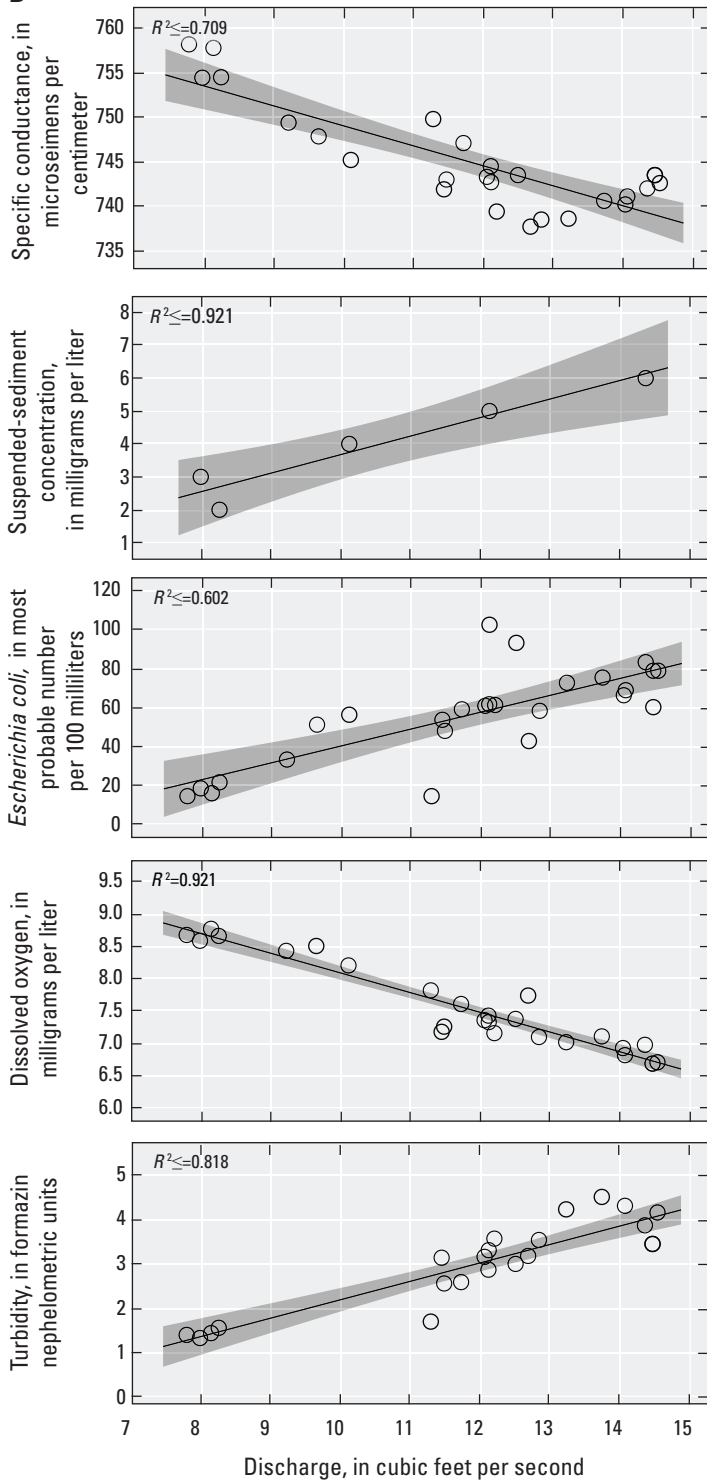 R²≤=0.709
760
755
750
745
740
735
Specific conductance, in
microseimens per
centimeter
R²≤=0.921
8
7
6
5
4
3
2
1
Suspended-sediment
concentration,
in milligrams per liter
R²≤=0.602
120
100
80
60
40
20
0
Escherichia coli, in most
probable number
per 100 milliliters
R²=0.921
9.5
9.0
8.5
8.0
7.5
7.0
6.5
6.0
Dissolved oxygen, in
milligrams per liter
R²≤=0.818
5
4
3
2
1
0
Turbidity, in formazin
nephelometric units
7 8 9 10 11 12 13 14 15
Discharge, in cubic feet per second